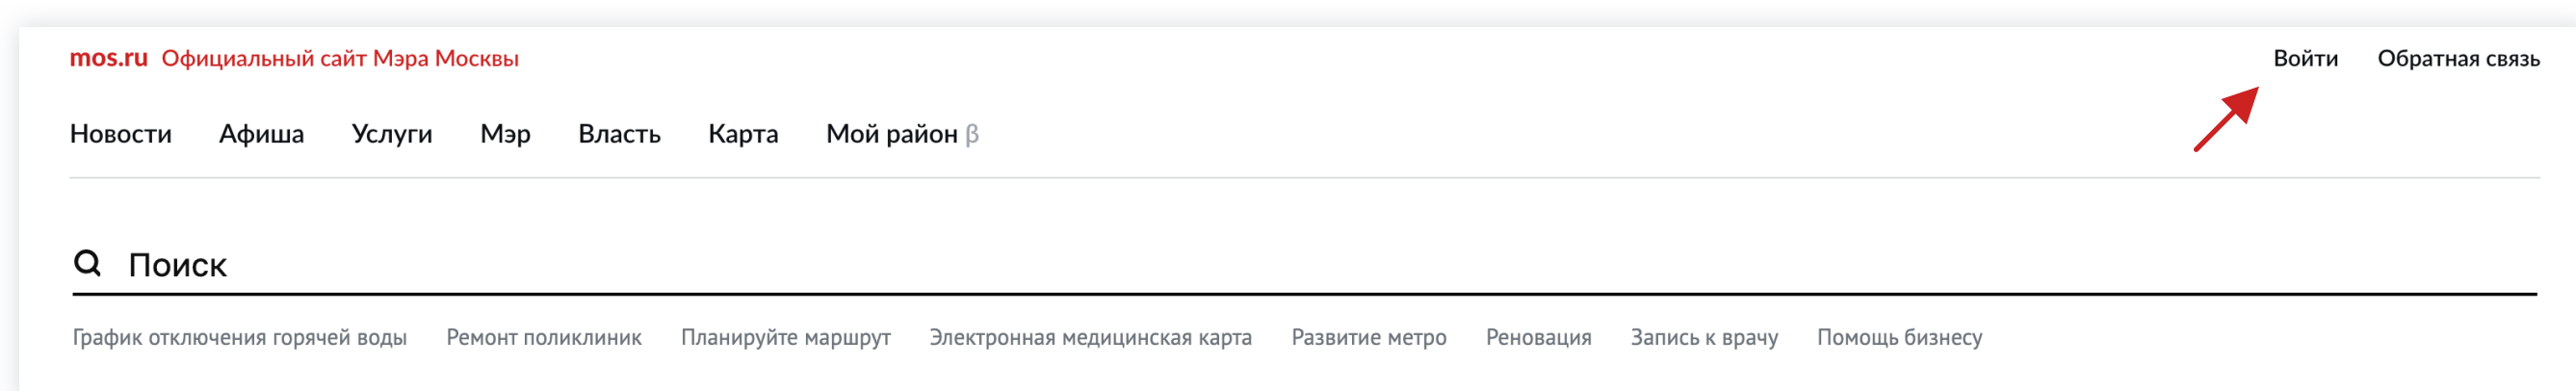 mos.ru Официальный сайт Мэра Москвы Войти Обратная связь
Новости Афиша Услуги Мэр Власть Карта Мой район β
Поиск
График отключения горячей воды Ремонт поликлиник Планируйте маршрут Электронная медицинская карта Развитие метро Реновация Запись к врачу Помощь бизнесу